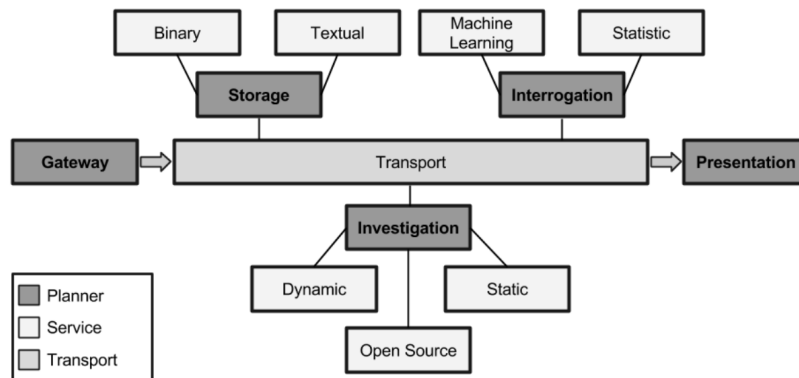 Binary
Textual
Machine
Learning
Statistic
Storage
Interrogation
Gateway
Transport
Presentation
Investigation
Dynamic
Static
Open Source
Planner
Service
Transport